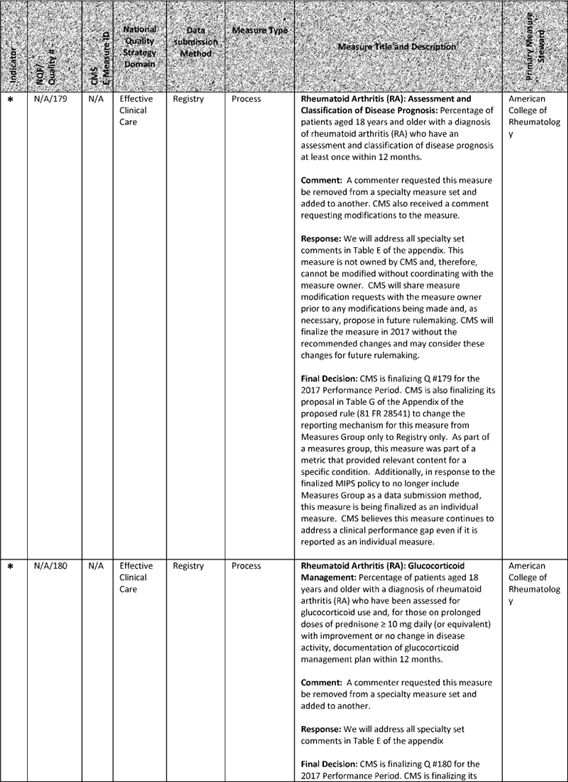 Indicator
NQF/
Quality #
CMS
E-Measure ID
National
Quality
Strategy
Domain
Data
submission
Method
Measure Type
Measure Title and Description
Primary Measure
Steward
*
N/A/179
N/A
Effective
Clinical
Care
Registry
Process
Rheumatoid Arthritis (RA): Assessment and
Classification of Disease Prognosis: Percentage of
patients aged 18 years and older with a diagnosis
of rheumatoid arthritis (RA) who have an
assessment and classification of disease prognosis
at least once within 12 months.
Comment: A commenter requested this measure
be removed from a specialty measure set and
added to another. CMS also received a comment
requesting modifications to the measure.
Response: We will address all specialty set
comments in Table E of the appendix. This
measure is not owned by CMS and, therefore,
cannot be modified without coordinating with the
measure owner. CMS will share measure
modification requests with the measure owner
prior to any modifications being made and, as
necessary, propose in future rulemaking. CMS will
finalize the measure in 2017 without the
recommended changes and may consider these
changes for future rulemaking.
Final Decision: CMS is finalizing Q #179 for the
2017 Performance Period. CMS is also finalizing its
proposal in Table G of the Appendix of the
proposed rule (81 FR 28541) to change the
reporting mechanism for this measure from
Measures Group only to Registry only. As part of
a measures group, this measure was part of a
metric that provided relevant content for a
specific condition. Additionally, in response to the
finalized MIPS policy to no longer include
Measures Group as a data submission method,
this measure is being finalized as an individual
measure. CMS believes this measure continues to
address a clinical performance gap even if it is
reported as an individual measure.
American
College of
Rheumatolog
y
*
N/A/180
N/A
Effective
Clinical
Care
Registry
Process
Rheumatoid Arthritis (RA): Glucocorticoid
Management: Percentage of patients aged 18
years and older with a diagnosis of rheumatoid
arthritis (RA) who have been assessed for
glucocorticoid use and, for those on prolonged
doses of prednisone ≥ 10 mg daily (or equivalent)
with improvement or no change in disease
activity, documentation of glucocorticoid
management plan within 12 months.
Comment: A commenter requested this measure
be removed from a specialty measure set and
added to another.
Response: We will address all specialty set
comments in Table E of the appendix
Final Decision: CMS is finalizing Q #180 for the
2017 Performance Period. CMS is finalizing its
American
College of
Rheumatolog
y